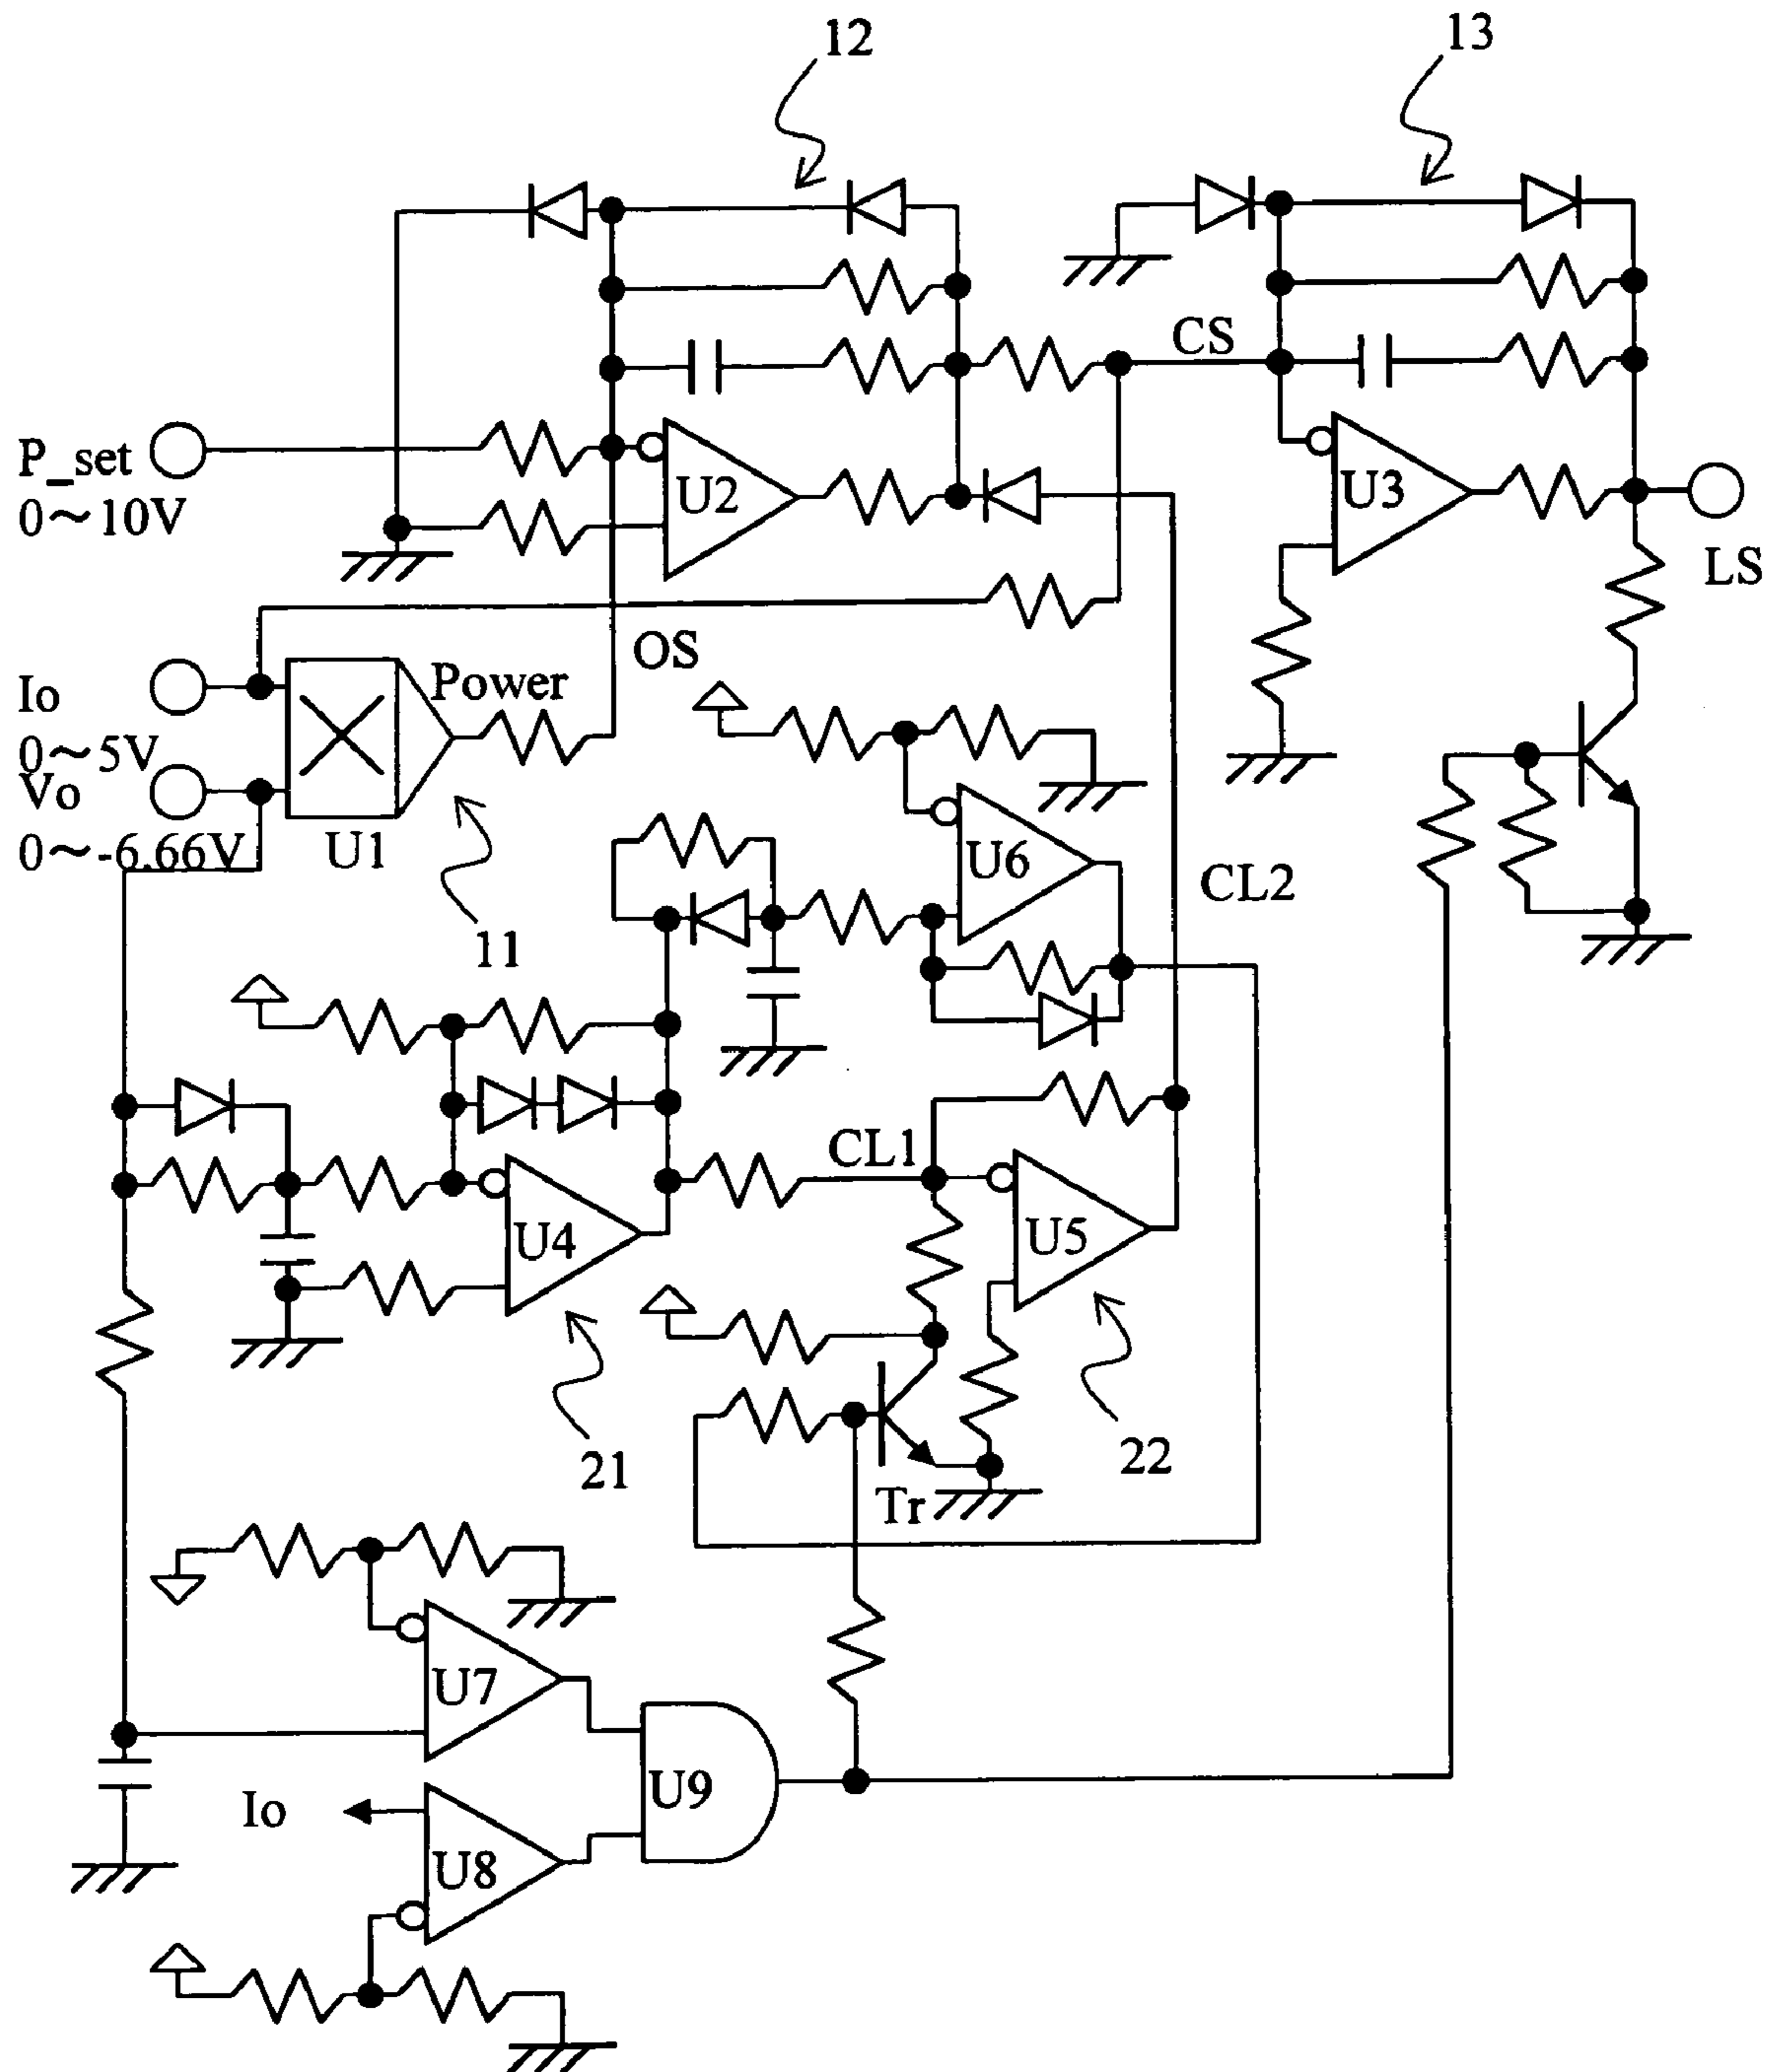 12
13
CS
P_set
0～10V
U2
U3
LS
OS
Io
0～5V
Power
Vo
0～-6.66V
U1
U6
CL2
11
CL1
U4
U5
21
22
Tr
U7
U9
Io
U8